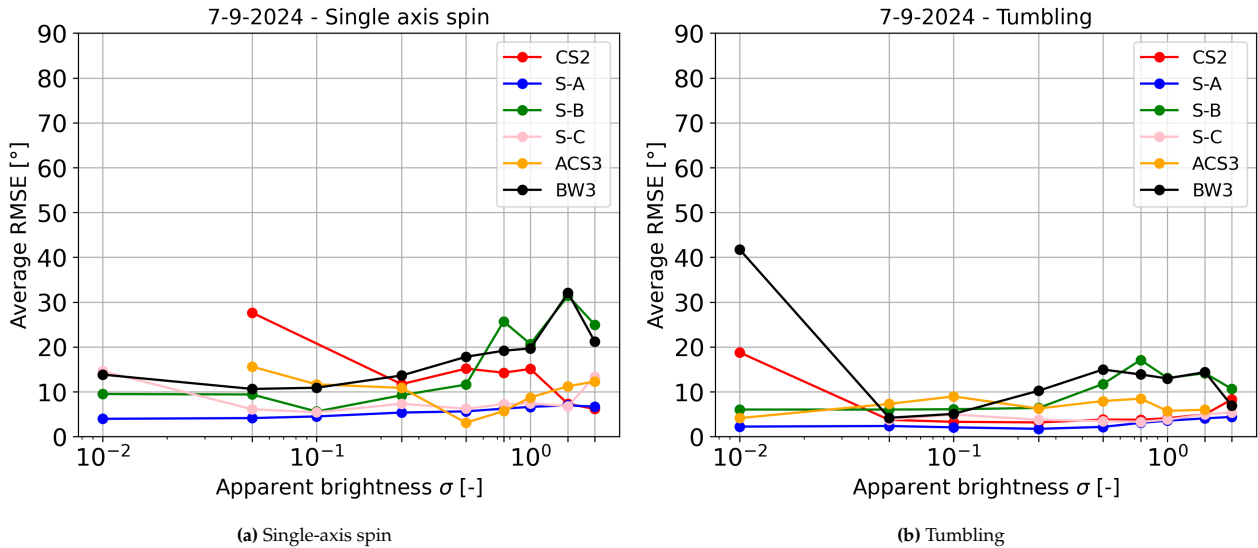 7-9-2024 - Single axis spin
90
80
70
60
50
40
30
20
10
0
Average RMSE [°]
CS2
S-A
S-B
S-C
ACS3
BW3
10⁻²
10⁻¹
10⁰
Apparent brightness σ [-]
(a) Single-axis spin
7-9-2024 - Tumbling
90
80
70
60
50
40
30
20
10
0
Average RMSE [°]
CS2
S-A
S-B
S-C
ACS3
BW3
10⁻²
10⁻¹
10⁰
Apparent brightness σ [-]
(b) Tumbling